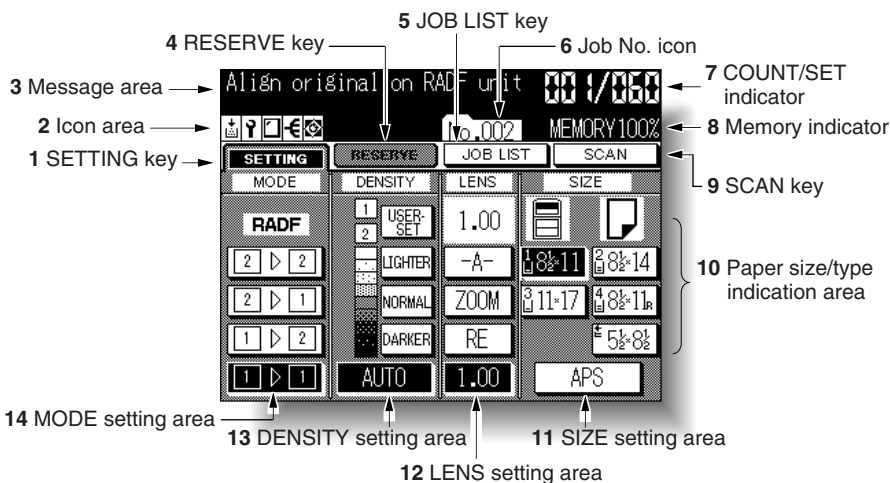 5 JOB LIST key
4 RESERVE key
6 Job No. icon
3 Message area
Align original on RADF unit
001/060
7 COUNT/SET
indicator
2 Icon area
No.002
MEMORY100%
8 Memory indicator
1 SETTING key
SETTING
RESERVE
JOB LIST
SCAN
9 SCAN key
MODE
DENSITY
LENS
SIZE
RADF
1
2
USER-
SET
1.00
2 ▷ 2
LIGHTER
-A-
1 8½×11
2 8½×14
10 Paper size/type
indication area
2 ▷ 1
NORMAL
ZOOM
3 11×17
4 8½×11R
1 ▷ 2
DARKER
RE
5½×8½
1 ▷ 1
AUTO
1.00
APS
14 MODE setting area
13 DENSITY setting area
11 SIZE setting area
12 LENS setting area